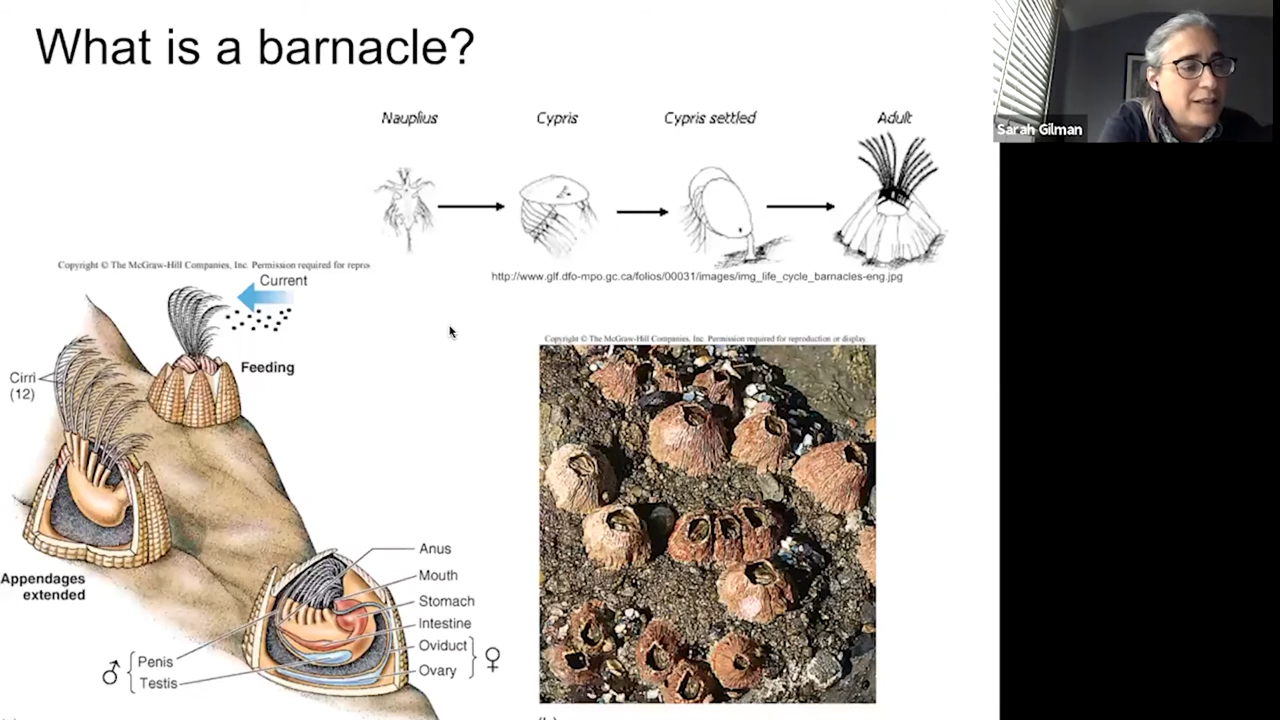 What is a barnacle?
Sarah Gilman
Nauplius
Cypris
Cypris settled
Adult
http://www.glf.dfo-mpo.gc.ca/folios/00031/images/img_life_cycle_barnacles-eng.jpg
Copyright © The McGraw-Hill Companies, Inc. Permission required for repro
Current
Feeding
Cirri
(12)
Appendages
extended
Anus
Mouth
Stomach
Intestine
Oviduct
Ovary
♀
♂
Penis
Testis
Copyright © The McGraw-Hill Companies, Inc. Permission required for reproduction or display.